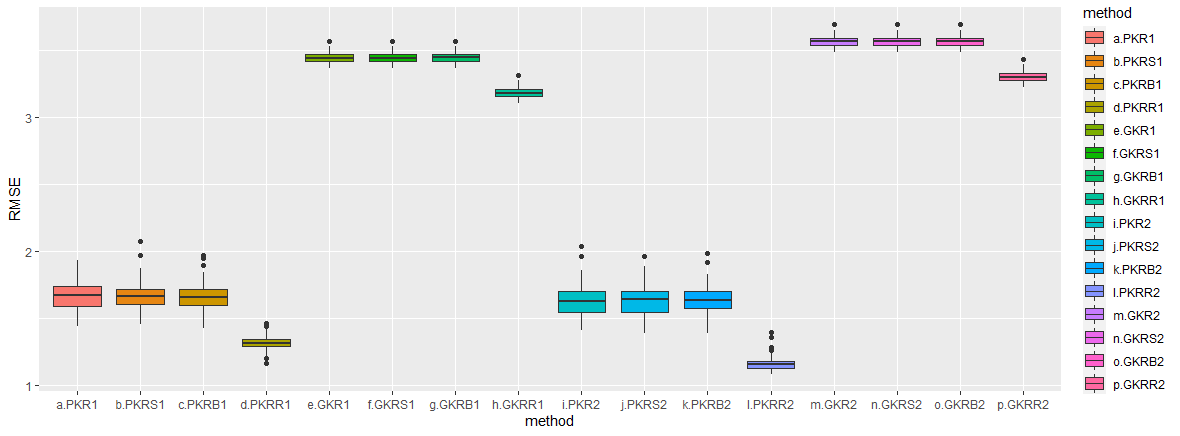 RMSE
3
2
1
a.PKR1 b.PKRS1 c.PKRB1 d.PKRR1 e.GKR1 f.GKRS1 g.GKRB1 h.GKRR1 i.PKR2 j.PKRS2 k.PKRB2 l.PKRR2 m.GKR2 n.GKRS2 o.GKRB2 p.GKRR2
method
method
a.PKR1
b.PKRS1
c.PKRB1
d.PKRR1
e.GKR1
f.GKRS1
g.GKRB1
h.GKRR1
i.PKR2
j.PKRS2
k.PKRB2
l.PKRR2
m.GKR2
n.GKRS2
o.GKRB2
p.GKRR2